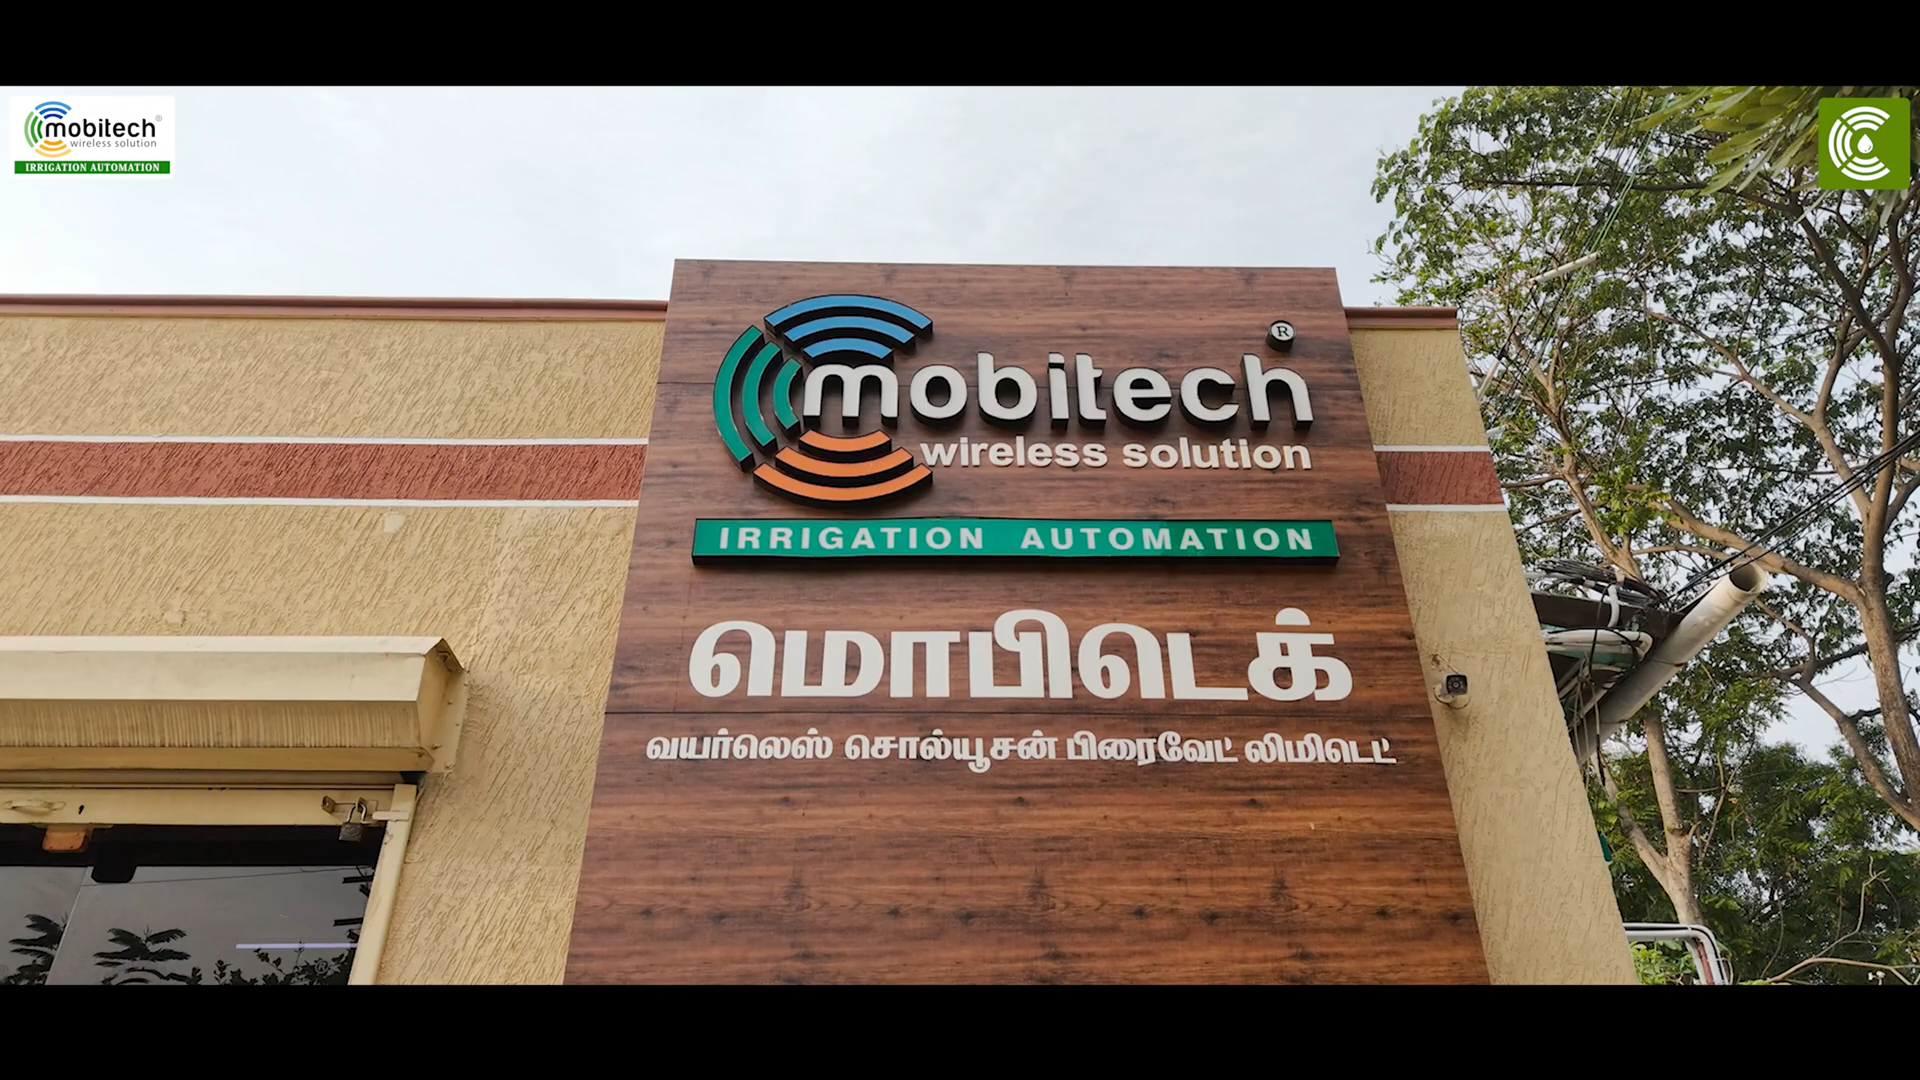 mobitech®
wireless solution
IRRIGATION AUTOMATION
mobitech®
wireless solution
IRRIGATION AUTOMATION
மொபிடெக்
வயர்லெஸ் சொல்யூசன் பிரைவேட் லிமிடெட்